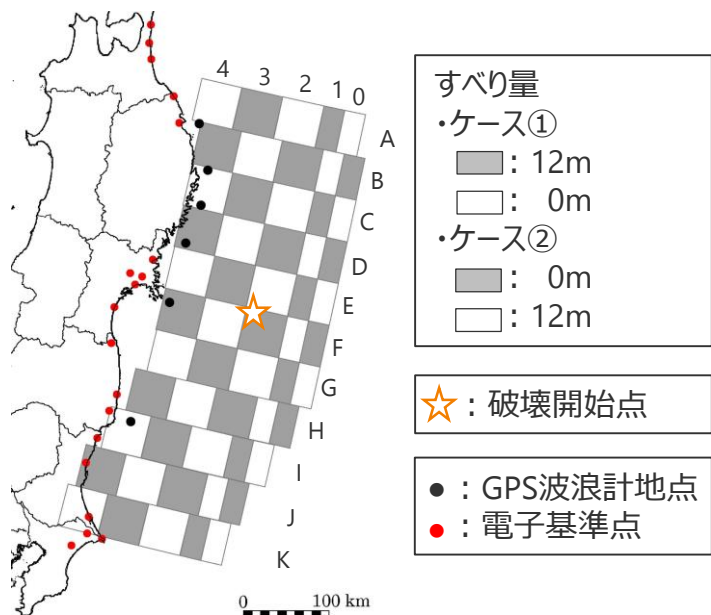 4 3 2 1 0
A
B
C
D
E
F
G
H
I
J
K
0 100 km
すべり量
・ケース①
：12m
：0m
・ケース②
：0m
：12m
：破壊開始点
：GPS波浪計地点
：電子基準点